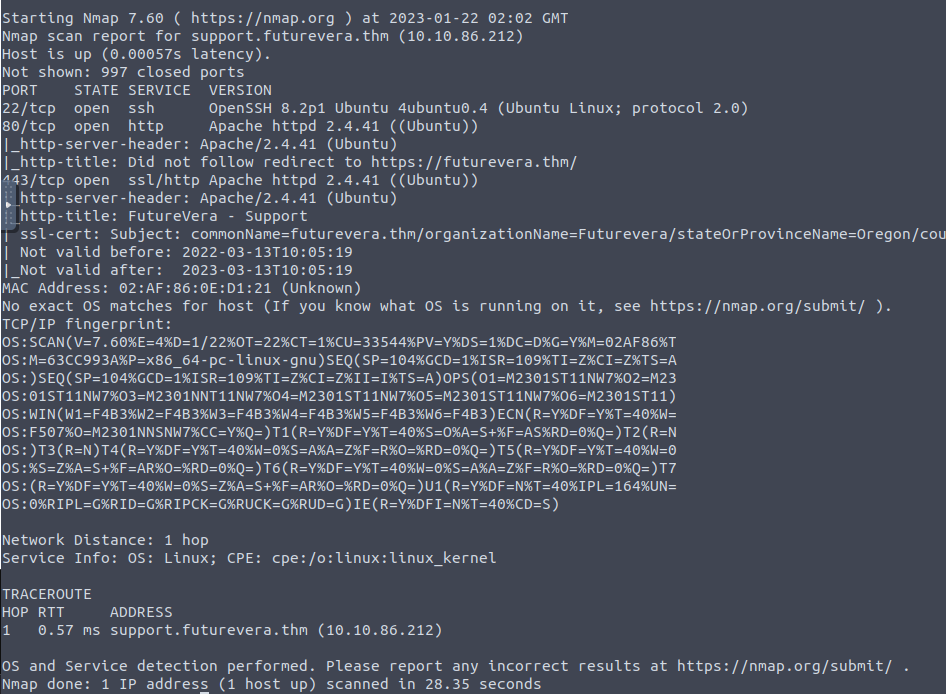 Starting Nmap 7.60 ( https://nmap.org ) at 2023-01-22 02:02 GMT
Nmap scan report for support.futurevera.thm (10.10.86.212)
Host is up (0.00057s latency).
Not shown: 997 closed ports
PORT    STATE SERVICE  VERSION
22/tcp  open  ssh      OpenSSH 8.2p1 Ubuntu 4ubuntu0.4 (Ubuntu Linux; protocol 2.0)
80/tcp  open  http     Apache httpd 2.4.41 ((Ubuntu))
|_http-server-header: Apache/2.4.41 (Ubuntu)
|_http-title: Did not follow redirect to https://futurevera.thm/
443/tcp open  ssl/http Apache httpd 2.4.41 ((Ubuntu))
http-server-header: Apache/2.4.41 (Ubuntu)
http-title: FutureVera - Support
| ssl-cert: Subject: commonName=futurevera.thm/organizationName=Futurevera/stateOrProvinceName=Oregon/cou
| Not valid before: 2022-03-13T10:05:19
|_Not valid after:  2023-03-13T10:05:19
MAC Address: 02:AF:86:0E:D1:21 (Unknown)
No exact OS matches for host (If you know what OS is running on it, see https://nmap.org/submit/ ).
TCP/IP fingerprint:
OS:SCAN(V=7.60%E=4%D=1/22%OT=22%CT=1%CU=33544%PV=Y%DS=1%DC=D%G=Y%M=02AF86%T
OS:M=63CC993A%P=x86_64-pc-linux-gnu)SEQ(SP=104%GCD=1%ISR=109%TI=Z%CI=Z%TS=A
OS:)SEQ(SP=104%GCD=1%ISR=109%TI=Z%CI=Z%II=I%TS=A)OPS(O1=M2301ST11NW7%O2=M23
OS:01ST11NW7%O3=M2301NNT11NW7%O4=M2301ST11NW7%O5=M2301ST11NW7%O6=M2301ST11)
OS:WIN(W1=F4B3%W2=F4B3%W3=F4B3%W4=F4B3%W5=F4B3%W6=F4B3)ECN(R=Y%DF=Y%T=40%W=
OS:F507%O=M2301NNSNW7%CC=Y%Q=)T1(R=Y%DF=Y%T=40%S=O%A=S+%F=AS%RD=0%Q=)T2(R=N
OS:)T3(R=N)T4(R=Y%DF=Y%T=40%W=0%S=A%A=Z%F=R%O=%RD=0%Q=)T5(R=Y%DF=Y%T=40%W=0
OS:%S=Z%A=S+%F=AR%O=%RD=0%Q=)T6(R=Y%DF=Y%T=40%W=0%S=A%A=Z%F=R%O=%RD=0%Q=)T7
OS:(R=Y%DF=Y%T=40%W=0%S=Z%A=S+%F=AR%O=%RD=0%Q=)U1(R=Y%DF=N%T=40%IPL=164%UN=
OS:0%RIPL=G%RID=G%RIPCK=G%RUCK=G%RUD=G)IE(R=Y%DFI=N%T=40%CD=S)
Network Distance: 1 hop
Service Info: OS: Linux; CPE: cpe:/o:linux:linux_kernel
TRACEROUTE
HOP RTT     ADDRESS
1   0.57 ms support.futurevera.thm (10.10.86.212)
OS and Service detection performed. Please report any incorrect results at https://nmap.org/submit/ .
Nmap done: 1 IP address (1 host up) scanned in 28.35 seconds